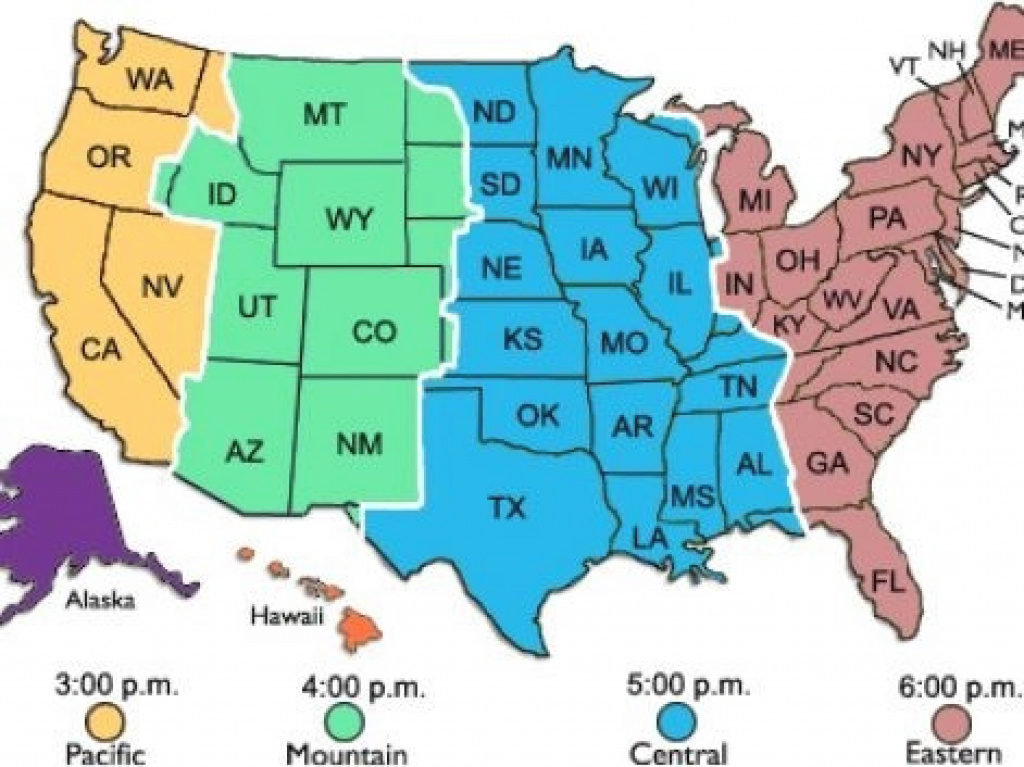 NH
ME
VT
WA
MT
ND
OR
MN
NY
ID
SD
WI
MI
WY
PA
NE
IA
OH
NV
IL
IN
UT
WV
VA
CO
KS
MO
KY
CA
NC
TN
OK
AR
SC
AZ
NM
AL
GA
TX
MS
LA
FL
Alaska
Hawaii
3:00 p.m. 4:00 p.m. 5:00 p.m. 6:00 p.m.
Pacific Mountain Central Eastern